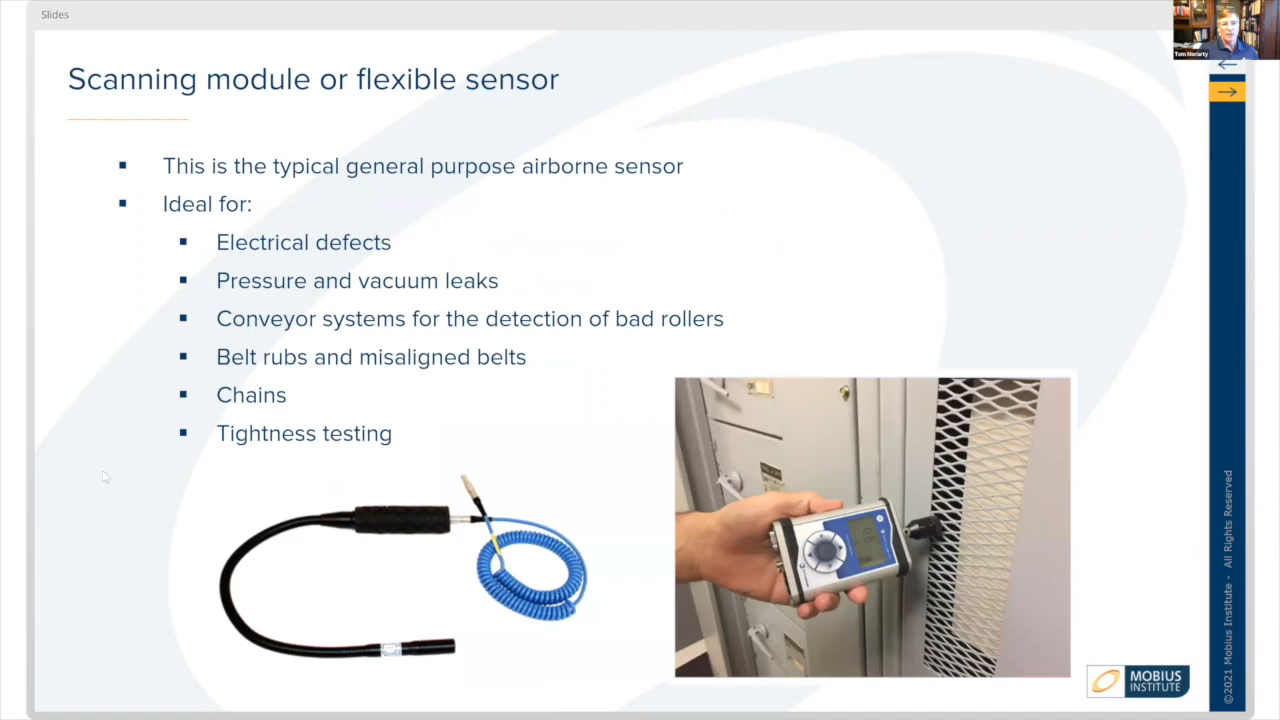 Slides
Tom Moriarty
Scanning module or flexible sensor
▪ This is the typical general purpose airborne sensor
▪ Ideal for:
▪ Electrical defects
▪ Pressure and vacuum leaks
▪ Conveyor systems for the detection of bad rollers
▪ Belt rubs and misaligned belts
▪ Chains
▪ Tightness testing
MOBIUS
INSTITUTE
©2021 Mobius Institute - All Rights Reserved